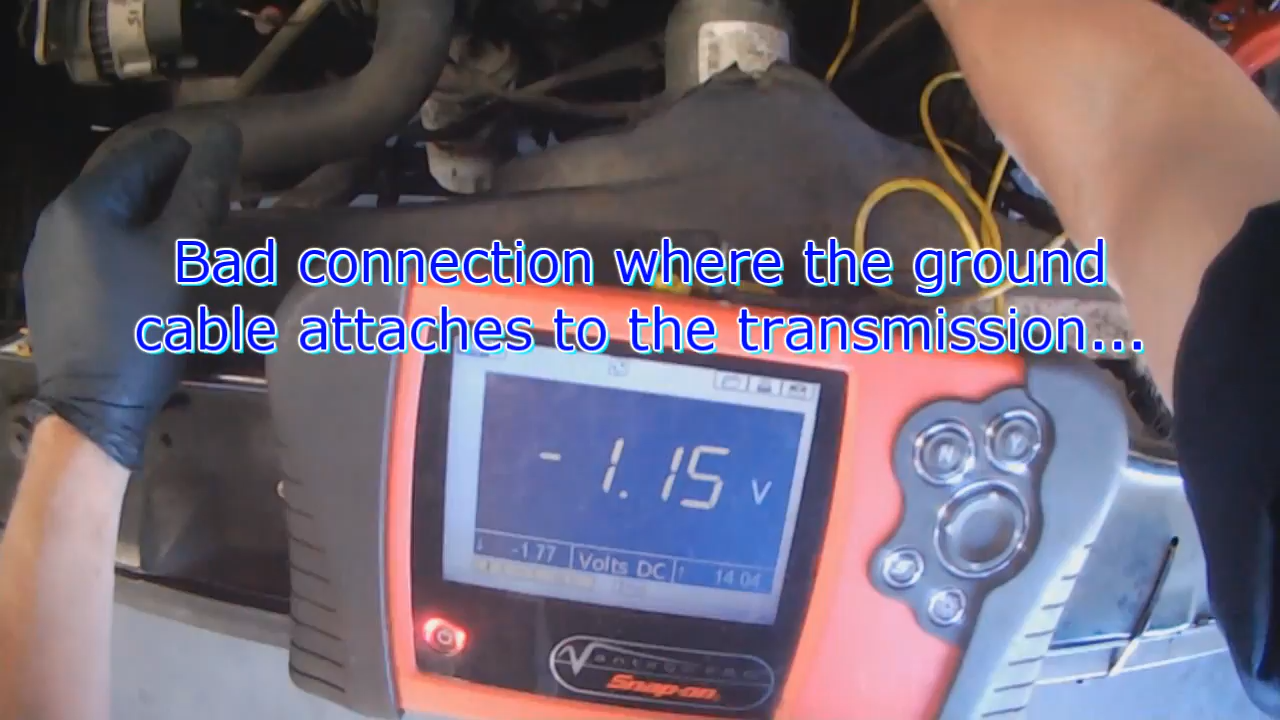 Bad connection where the ground
cable attaches to the transmission...
-1.15 V
-1.77 Volts DC 14.04
N Y
Snap-on